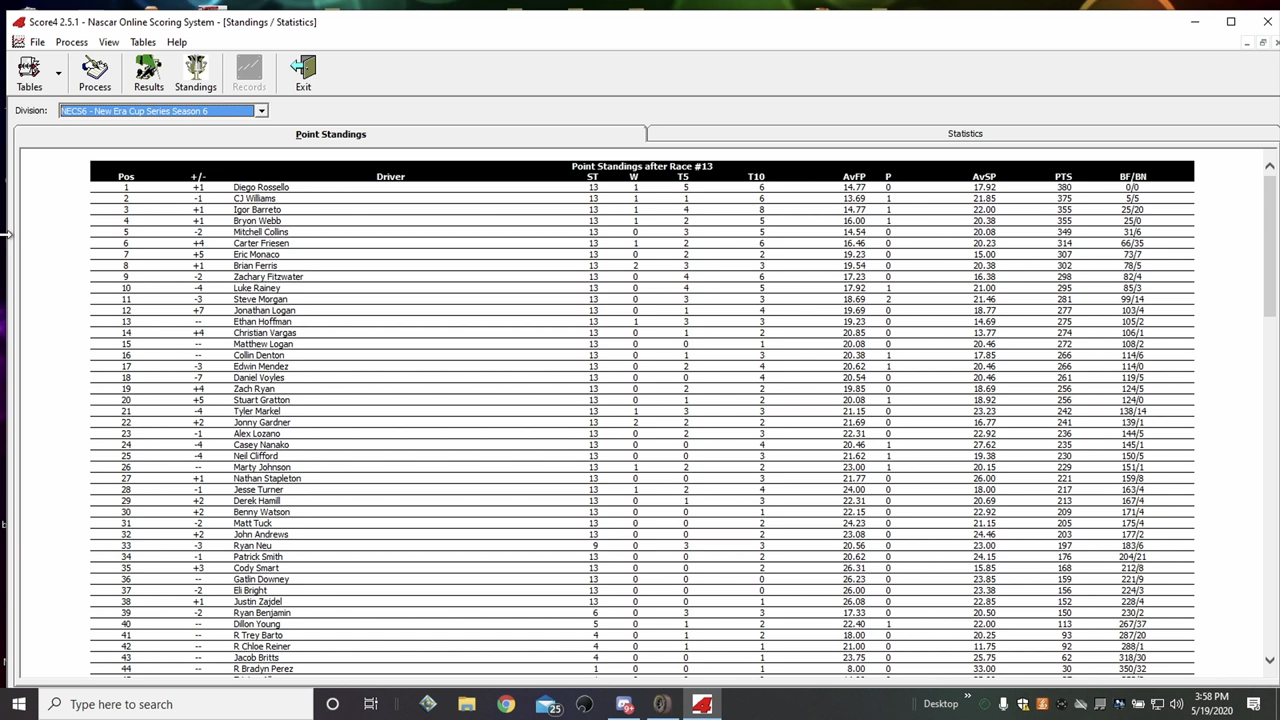 Score4 2.5.1 - Nascar Online Scoring System - [Standings / Statistics]
File Process View Tables Help
Tables Process Results Standings Records Exit
Division: NECS6 - New Era Cup Series Season 6
Point Standings Statistics
Point Standings after Race #13
Pos +/- Driver ST W T5 T10 AvFP P AvSP PTS BF/BN
1 +1 Diego Rossello 13 1 5 6 14.77 0 17.92 380 0/0
2 -1 CJ Williams 13 1 1 6 13.69 1 21.85 375 5/5
3 +1 Igor Barreto 13 1 4 8 14.77 1 22.00 355 25/20
4 +1 Bryon Webb 13 1 2 5 16.00 1 20.38 355 25/0
5 -2 Mitchell Collins 13 0 3 5 14.54 0 20.08 349 31/6
6 +4 Carter Friesen 13 1 2 6 16.46 0 20.23 314 66/35
7 +5 Eric Monaco 13 0 2 2 19.23 0 15.00 307 73/7
8 +1 Brian Ferris 13 2 3 3 19.54 0 20.38 302 78/5
9 -2 Zachary Fitzwater 13 0 4 6 17.23 0 16.38 298 82/4
10 -4 Luke Rainey 13 0 4 5 17.92 1 21.00 295 85/3
11 -3 Steve Morgan 13 0 3 3 18.69 2 21.46 281 99/14
12 +7 Jonathan Logan 13 0 1 4 19.69 0 18.77 277 103/4
13 -- Ethan Hoffman 13 1 3 3 19.23 0 14.69 275 105/2
14 +4 Christian Vargas 13 0 1 2 20.85 0 13.77 274 106/1
15 -- Matthew Logan 13 0 0 1 20.08 0 20.46 272 108/2
16 -- Collin Denton 13 0 1 3 20.38 1 17.85 266 114/6
17 -3 Edwin Mendez 13 0 2 4 20.62 1 20.46 266 114/0
18 -7 Daniel Voyles 13 0 0 4 20.54 0 20.46 261 119/5
19 +4 Zach Ryan 13 0 2 2 19.85 0 18.69 256 124/5
20 +5 Stuart Gratton 13 0 1 2 20.08 1 18.92 256 124/0
21 -4 Tyler Markel 13 1 3 3 21.15 0 23.23 242 138/14
22 +2 Jonny Gardner 13 2 2 2 21.69 0 16.77 241 139/1
23 -1 Alex Lozano 13 0 2 3 22.31 0 22.92 236 144/5
24 -4 Casey Nanako 13 0 0 4 20.46 0 27.62 235 145/1
25 -4 Neil Clifford 13 0 0 3 21.62 1 19.38 230 150/5
26 -- Marty Johnson 13 1 2 2 23.00 1 20.15 229 151/1
27 +1 Nathan Stapleton 13 0 0 3 21.77 0 26.00 221 159/8
28 -1 Jesse Turner 13 1 2 4 24.00 0 18.00 217 163/4
29 +2 Derek Hamill 13 0 1 3 22.31 0 20.69 213 167/4
30 +2 Benny Watson 13 0 0 1 22.15 0 22.92 209 171/4
31 -2 Matt Tuck 13 0 0 2 24.23 0 21.15 205 175/4
32 +2 John Andrews 13 0 0 2 23.08 0 24.46 203 177/2
33 -3 Ryan Neu 9 0 3 3 20.56 0 23.00 197 183/6
34 -1 Patrick Smith 13 0 0 2 20.62 0 24.15 176 204/21
35 +3 Cody Smart 13 0 0 2 26.31 0 15.85 168 212/8
36 -- Gatlin Downey 13 0 0 0 26.23 0 23.85 159 221/9
37 -2 Eli Bright 13 0 0 0 26.00 0 23.38 156 224/3
38 +1 Justin Zajdel 13 0 0 1 26.08 0 22.85 152 228/4
39 -2 Ryan Benjamin 6 0 3 3 17.33 0 20.50 150 230/2
40 -- Dillon Young 5 0 1 2 22.40 1 22.00 113 267/37
41 -- R Trey Barto 4 0 1 2 18.00 0 20.25 93 287/20
42 -- R Chloe Reiner 4 0 1 1 21.00 0 11.75 92 288/1
43 -- Jacob Britts 4 0 0 1 23.75 0 25.75 62 318/30
44 -- R Bradyn Perez 1 0 0 1 8.00 0 33.00 30 350/32
Type here to search 25 9+ Desktop 3:58 PM
5/19/2020